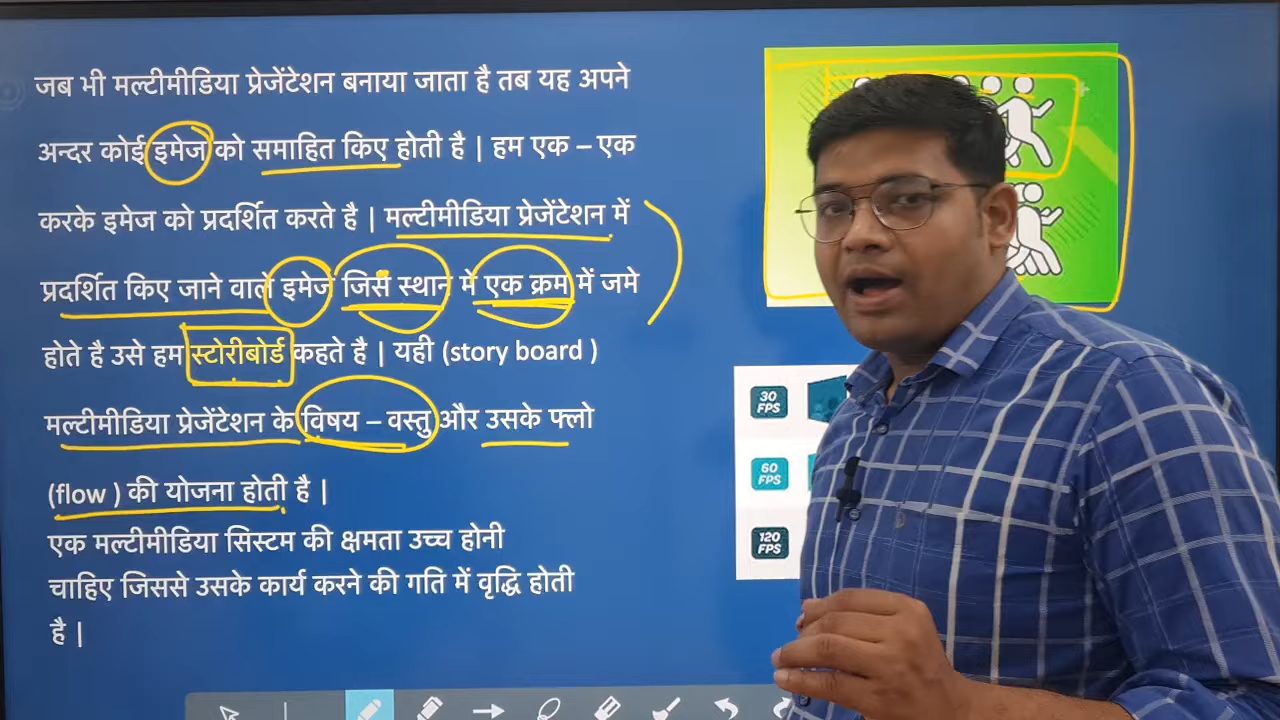 जब भी मल्टीमीडिया प्रेजेंटेशन बनाया जाता है तब यह अपने
अन्दर कोई इमेज को समाहित किए होती है | हम एक – एक
करके इमेज को प्रदर्शित करते है | मल्टीमीडिया प्रेजेंटेशन में
प्रदर्शित किए जाने वाले इमेज जिस स्थान में एक क्रम में जमे
होते है उसे हम स्टोरीबोर्ड कहते है | यही (story board )
मल्टीमीडिया प्रेजेंटेशन के विषय – वस्तु और उसके फ्लो
(flow ) की योजना होती है |
एक मल्टीमीडिया सिस्टम की क्षमता उच्च होनी
चाहिए जिससे उसके कार्य करने की गति में वृद्धि होती
है |
30
FPS
60
FPS
120
FPS